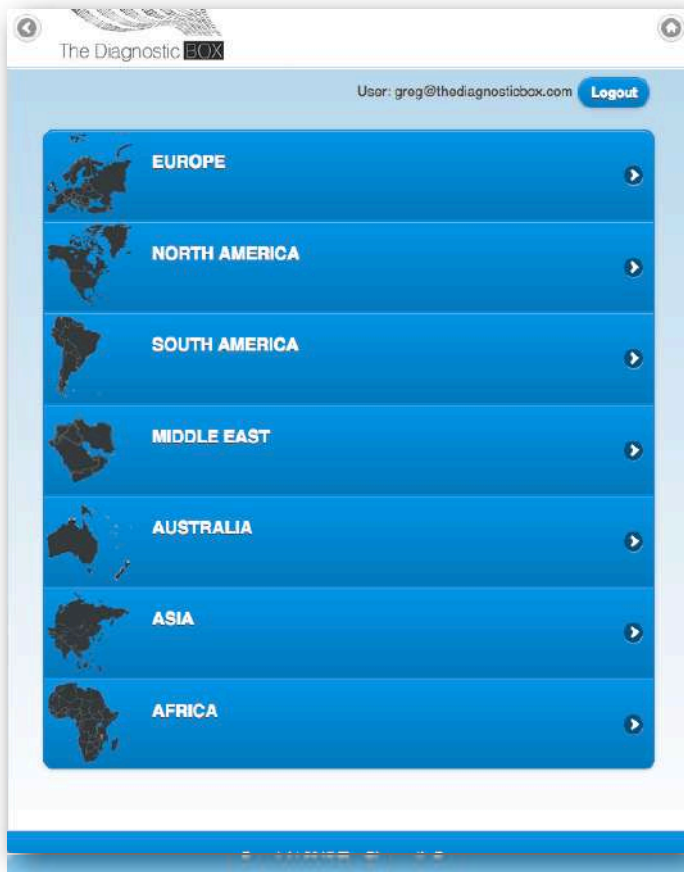 The Diagnostic BOX
User: greg@thediagnosticbox.com Logout
EUROPE
NORTH AMERICA
SOUTH AMERICA
MIDDLE EAST
AUSTRALIA
ASIA
AFRICA